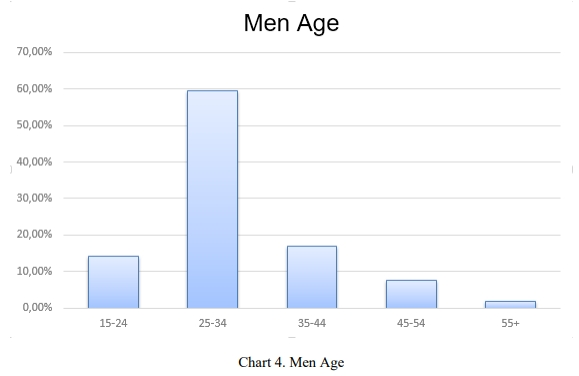 Men Age
70,00%
60,00%
50,00%
40,00%
30,00%
20,00%
10,00%
0,00%
15-24 25-34 35-44 45-54 55+
Chart 4. Men Age